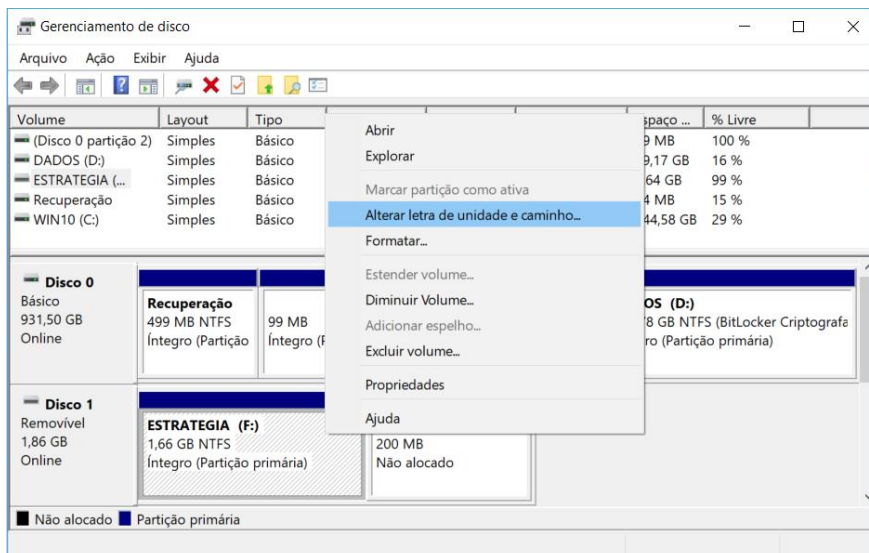 Gerenciamento de disco
Arquivo Ação Exibir Ajuda
Volume Layout Tipo Espaço ... % Livre
(Disco 0 partição 2) Simples Básico 9 MB 100 %
DADOS (D:) Simples Básico 9,17 GB 16 %
ESTRATEGIA (... Simples Básico 64 GB 99 %
Recuperação Simples Básico 4 MB 15 %
WIN10 (C:) Simples Básico 44,58 GB 29 %
Abrir
Explorar
Marcar partição como ativa
Alterar letra de unidade e caminho...
Formatar...
Estender volume...
Diminuir Volume...
Adicionar espelho...
Excluir volume...
Propriedades
Ajuda
Disco 0
Básico
931,50 GB
Online
Recuperação
499 MB NTFS
Íntegro (Partição
99 MB
Íntegro (
OS (D:)
8 GB NTFS (BitLocker Criptografa
ro (Partição primária)
Disco 1
Removível
1,86 GB
Online
ESTRATEGIA (F:)
1,66 GB NTFS
Íntegro (Partição primária)
200 MB
Não alocado
Não alocado Partição primária